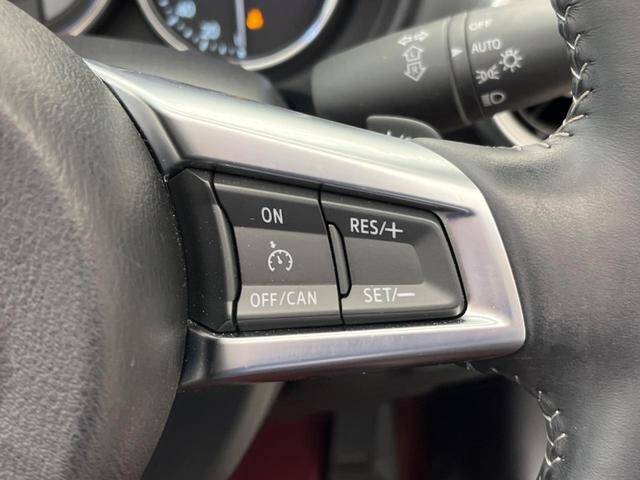 OFF
AUTO
ON
RES/+
OFF/CAN
SET/−